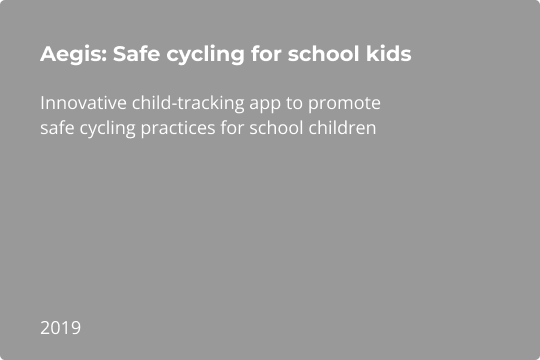 Aegis: Safe cycling for school kids
Innovative child-tracking app to promote
safe cycling practices for school children
2019